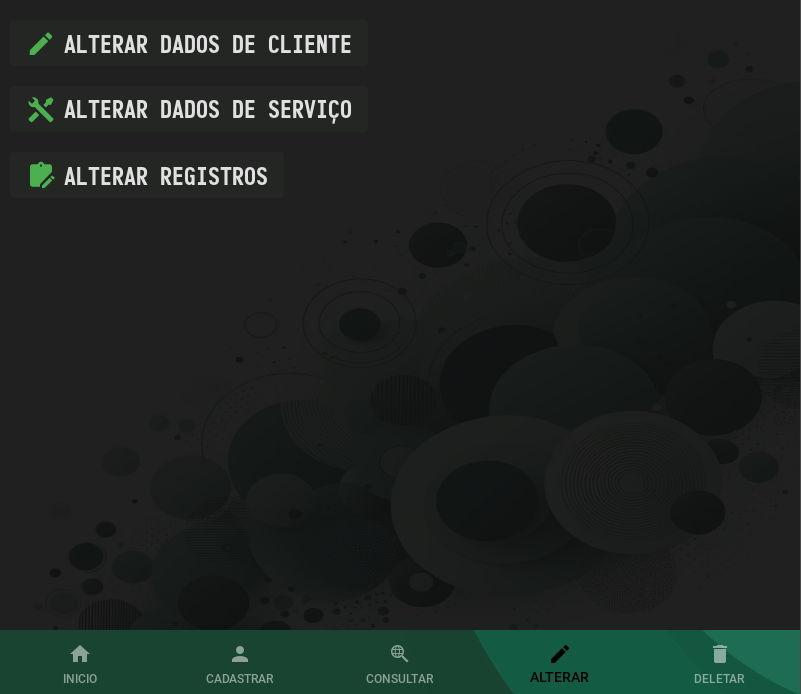 ALTERAR DADOS DE CLIENTE
ALTERAR DADOS DE SERVIÇO
ALTERAR REGISTROS
INICIO
CADASTRAR
CONSULTAR
ALTERAR
DELETAR